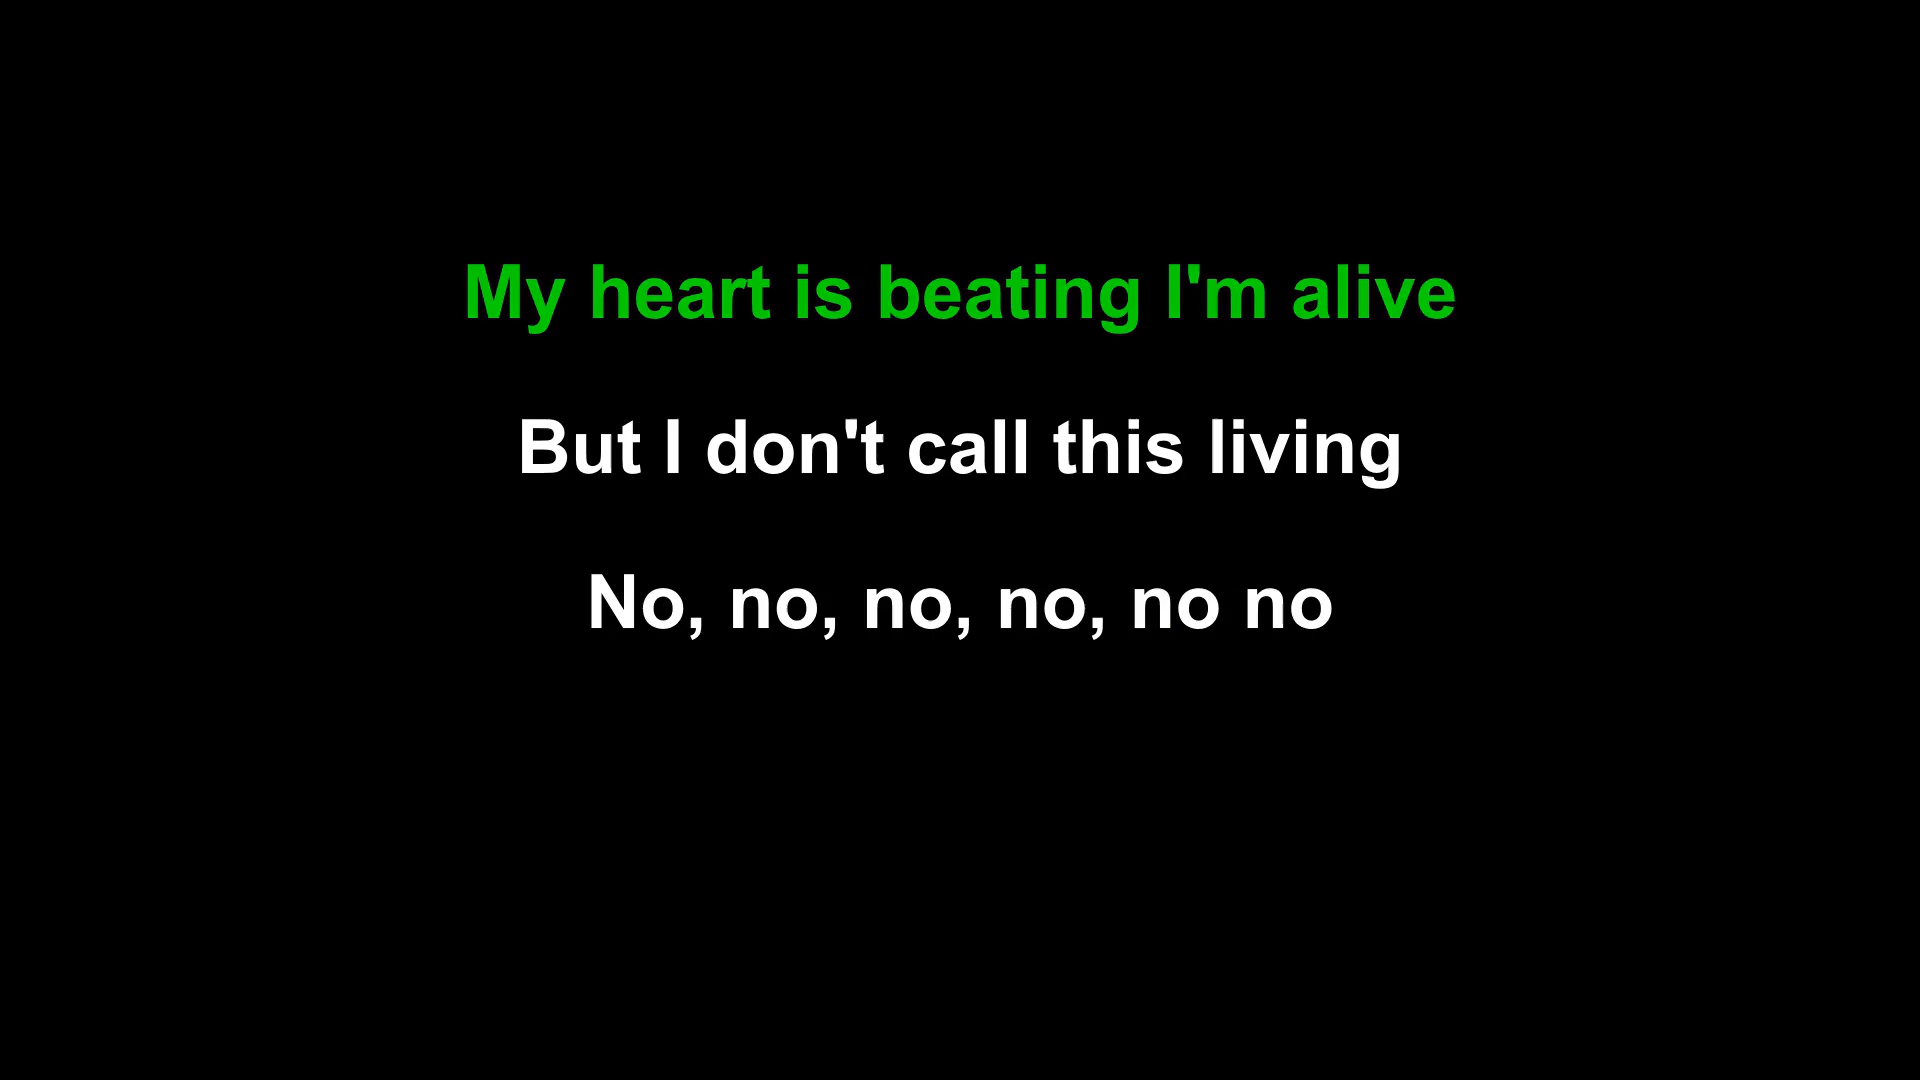 My heart is beating I'm alive
But I don't call this living
No, no, no, no, no no